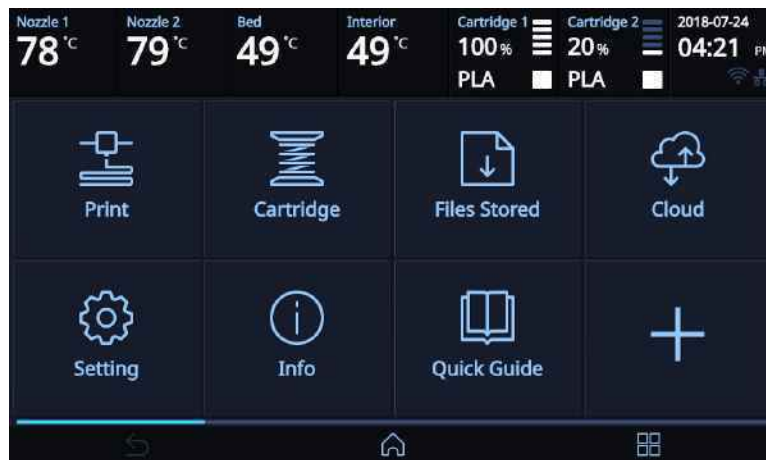 Nozzle 1 Nozzle 2 Bed Interior Cartridge 1 Cartridge 2 2018-07-24
78 °C 79 °C 49 °C 49 °C 100 % 20 % 04:21 PM
PLA PLA
Print Cartridge Files Stored Cloud
Setting Info Quick Guide